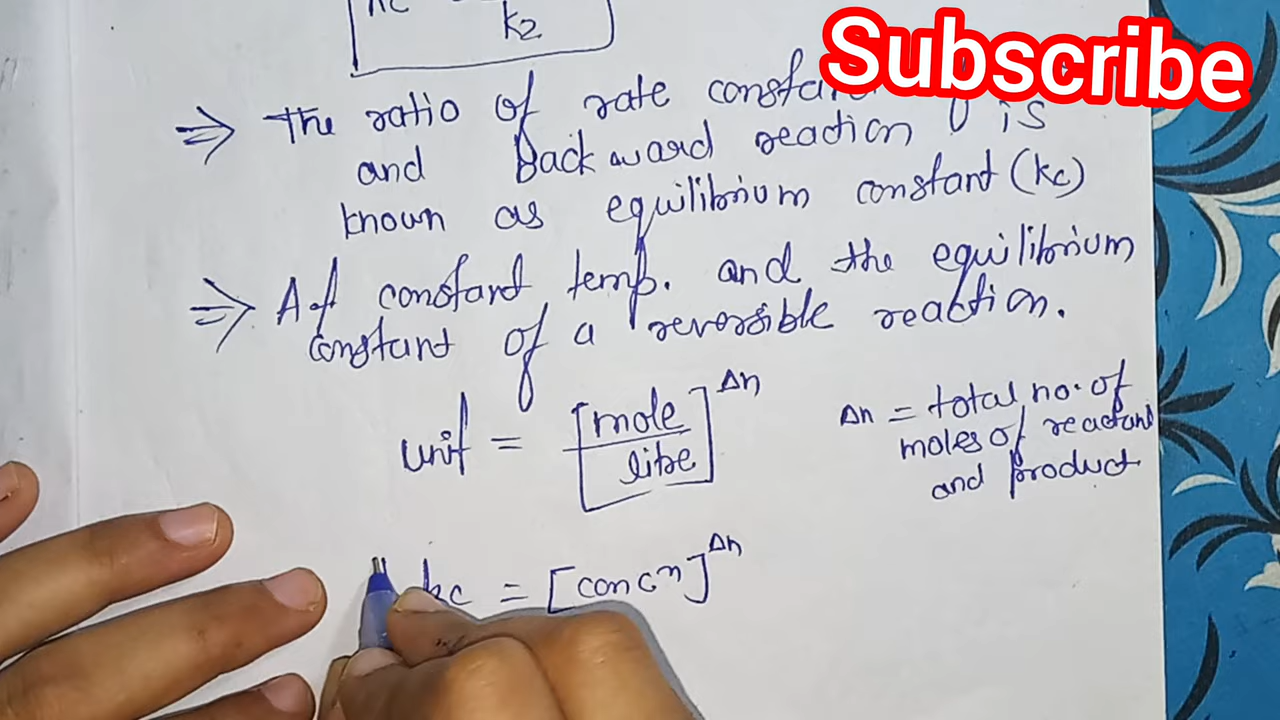 k2
Subscribe
⇒ The ratio of rate
and Backward reaction is
known as equilibrium constant (kc)
⇒ At constant temp. and the equilibrium
constant of a reversible reaction.
unit = [mole/litre]^Δn
Δn = total no. of
moles of reactant
and product
kc = [concn]^Δn